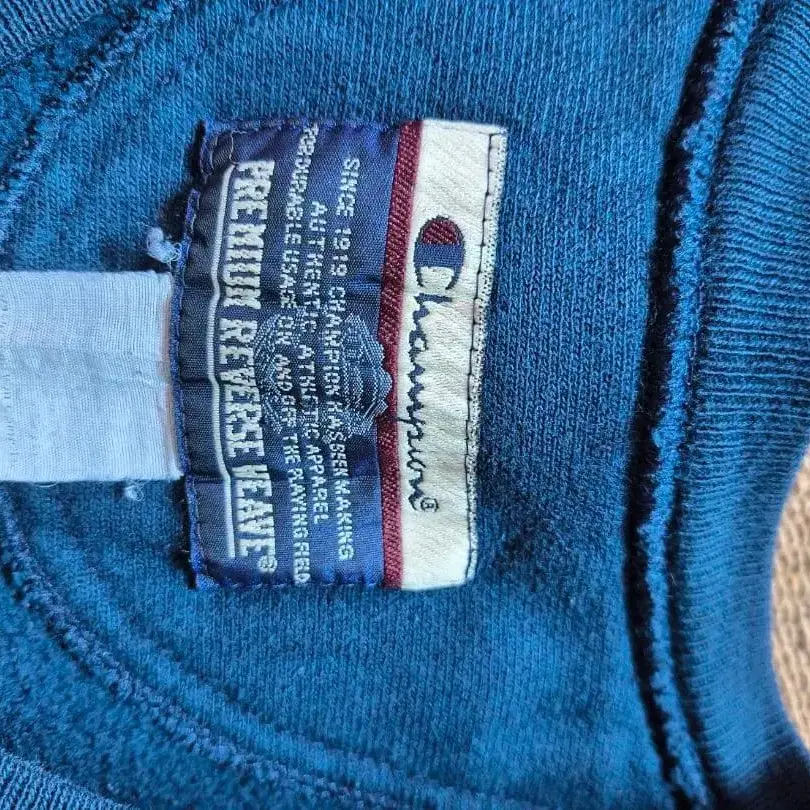 Champion®
SINCE 1919 CHAMPION HAS BEEN MAKING
AUTHENTIC ATHLETIC APPAREL
FOR DURABLE USAGE IN AND OFF THE PLAYING FIELD
PREMIUM REVERSE WEAVE®